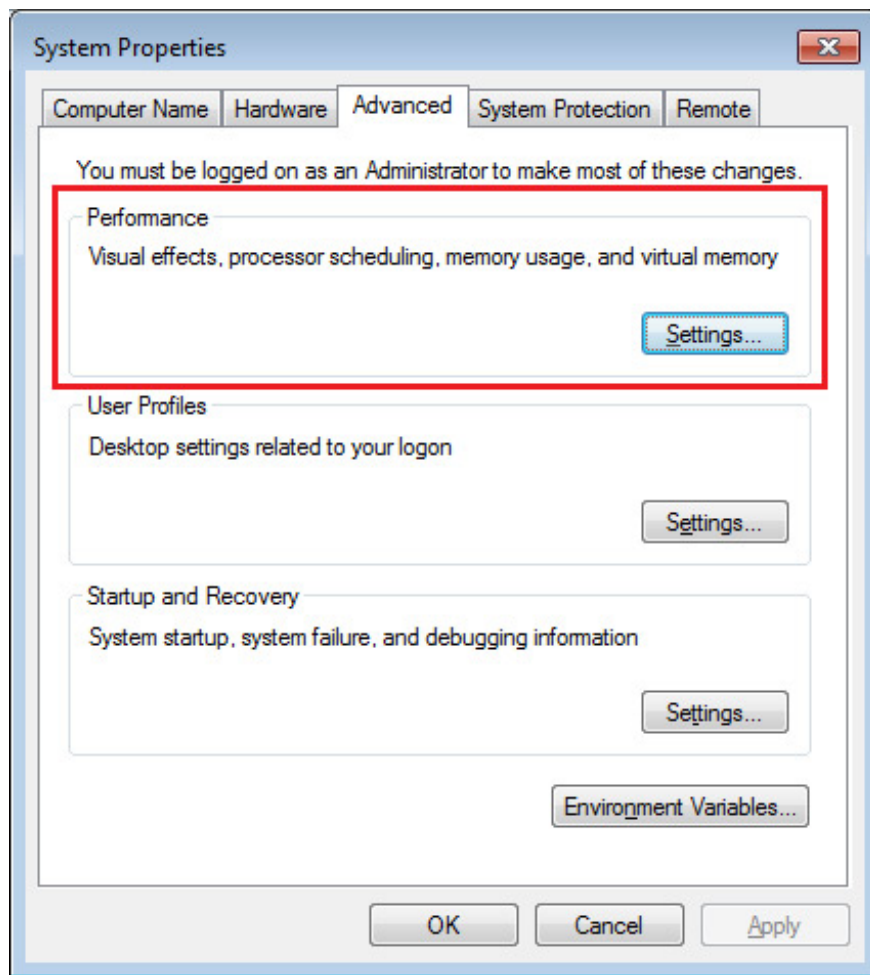 System Properties
Computer Name Hardware Advanced System Protection Remote
You must be logged on as an Administrator to make most of these changes.
Performance
Visual effects, processor scheduling, memory usage, and virtual memory
Settings...
User Profiles
Desktop settings related to your logon
Settings...
Startup and Recovery
System startup, system failure, and debugging information
Settings...
Environment Variables...
OK Cancel Apply